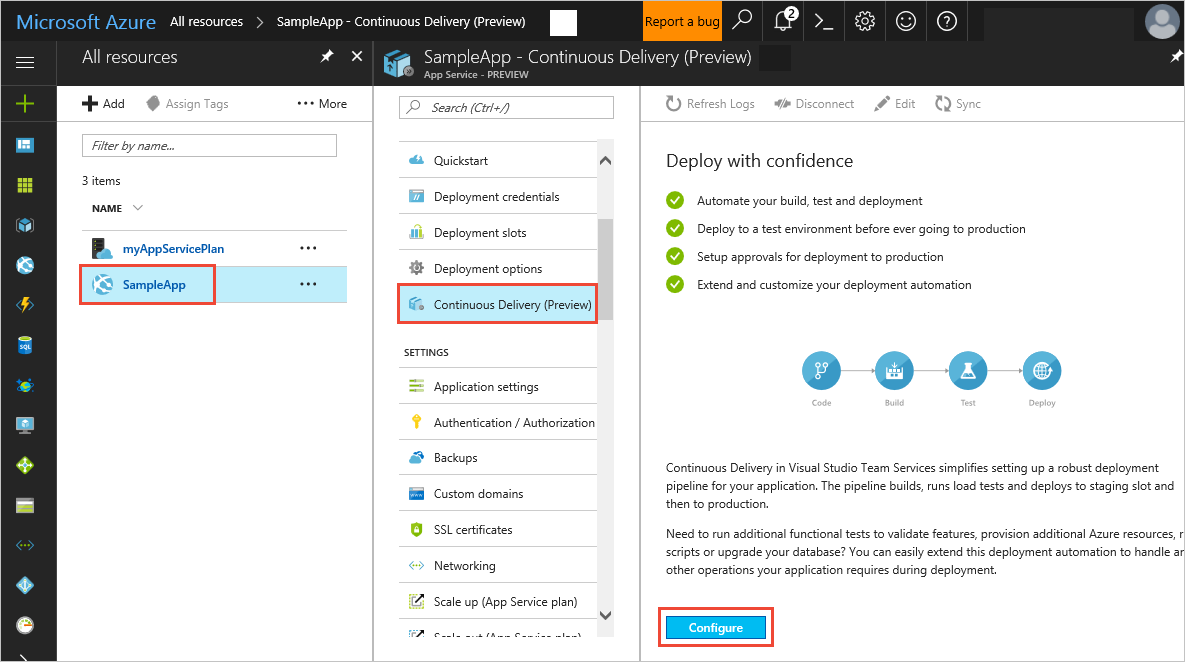 Microsoft Azure All resources > SampleApp - Continuous Delivery (Preview) Report a bug 2
All resources
SampleApp - Continuous Delivery (Preview)
App Service - PREVIEW
Add Assign Tags ••• More
Filter by name...
3 items
NAME
myAppServicePlan •••
SampleApp •••
Search (Ctrl+/)
Quickstart
Deployment credentials
Deployment slots
Deployment options
Continuous Delivery (Preview)
SETTINGS
Application settings
Authentication / Authorization
Backups
Custom domains
SSL certificates
Networking
Scale up (App Service plan)
Scale out (App Service plan)
Refresh Logs Disconnect Edit Sync
Deploy with confidence
Automate your build, test and deployment
Deploy to a test environment before ever going to production
Setup approvals for deployment to production
Extend and customize your deployment automation
Code Build Test Deploy
Continuous Delivery in Visual Studio Team Services simplifies setting up a robust deployment
pipeline for your application. The pipeline builds, runs load tests and deploys to staging slot and
then to production.
Need to run additional functional tests to validate features, provision additional Azure resources, r
scripts or upgrade your database? You can easily extend this deployment automation to handle ar
other operations your application requires during deployment.
Configure